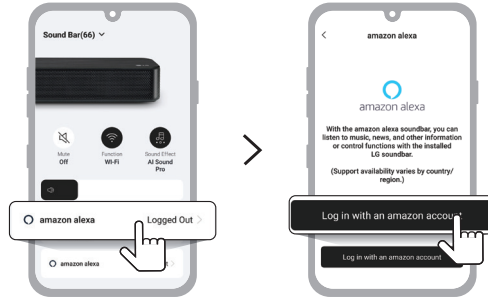 Sound Bar(66)
Mute
Off
Function
Wi-Fi
Sound Effect
AI Sound
Pro
amazon alexa
Logged Out
amazon alexa
amazon alexa
amazon alexa
With the amazon alexa soundbar, you can
listen to music, news, and other information
or control functions with the installed
LG soundbar.
(Support availability varies by country/
region.)
Log in with an amazon account
Log in with an amazon account